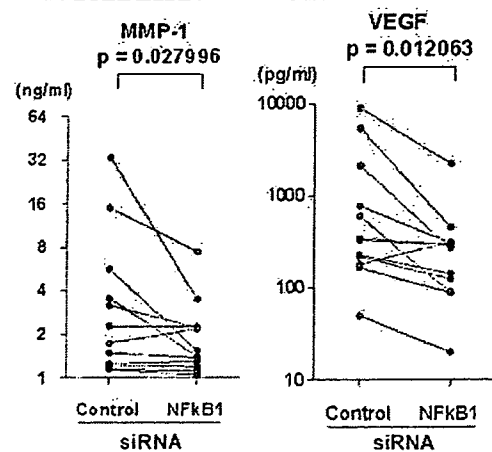 MMP-1
p = 0.027996
(ng/ml)
64
32
16
8
4
2
1
Control NFkB1
siRNA
VEGF
p = 0.012063
(pg/ml)
10000
1000
100
10
Control NFkB1
siRNA